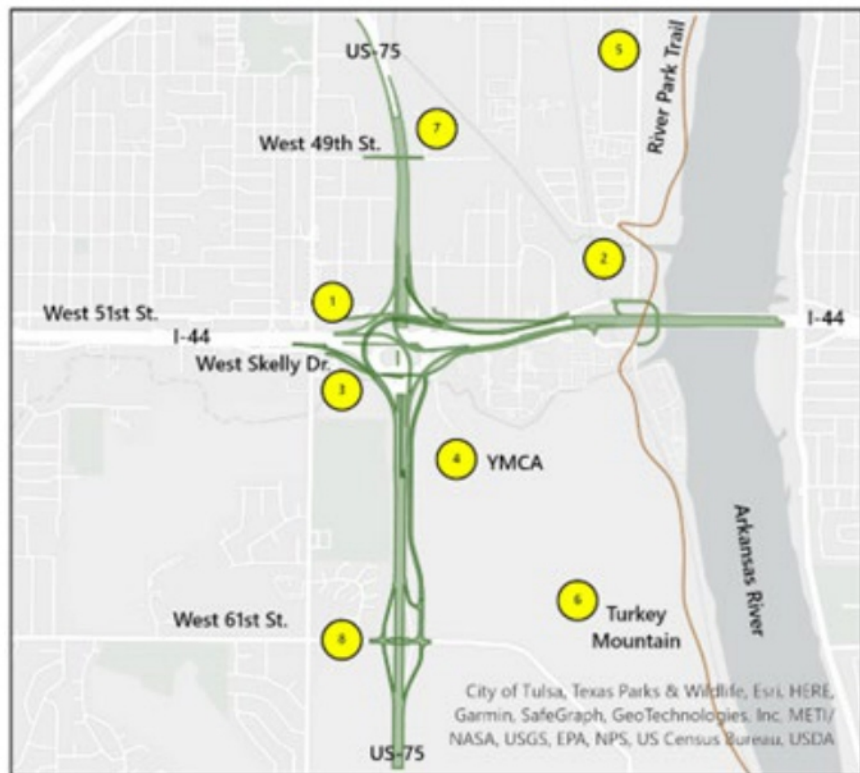 US-75
5
River Park Trail
7
West 49th St.
2
1
West 51st St.
I-44
I-44
West Skelly Dr.
3
4
YMCA
Arkansas River
6
Turkey
Mountain
West 61st St.
8
City of Tulsa, Texas Parks & Wildlife, Esri, HERE,
Garmin, SafeGraph, GeoTechnologies, Inc, METI/
NASA, USGS, EPA, NPS, US Census Bureau, USDA
US-75